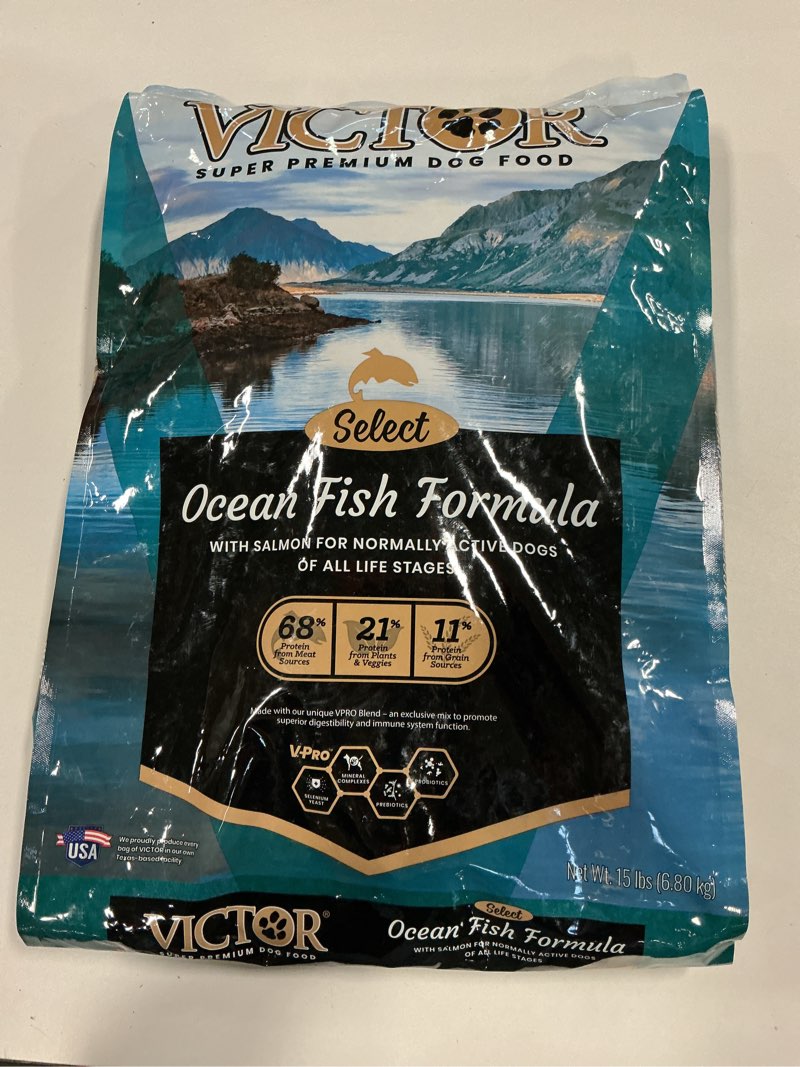 VICTOR
SUPER PREMIUM DOG FOOD
Select
Ocean Fish Formula
WITH SALMON FOR NORMALLY ACTIVE DOGS
OF ALL LIFE STAGES
68% 21% 11%
Protein from Meat Sources
Protein from Plants & Veggies
Protein from Grain Sources
Made with our unique VPRO Blend – an exclusive mix to promote
superior digestibility and immune system function.
V-PRO™
MINERAL
COMPLEXES
PROBIOTICS
SELENIUM
YEAST
PREBIOTICS
USA
We proudly produce every
bag of VICTOR in our own
Texas-based facility
Net Wt. 15 lbs (6.80 kg)
VICTOR®
SUPER PREMIUM DOG FOOD
Select
Ocean Fish Formula
WITH SALMON FOR NORMALLY ACTIVE DOGS
OF ALL LIFE STAGES